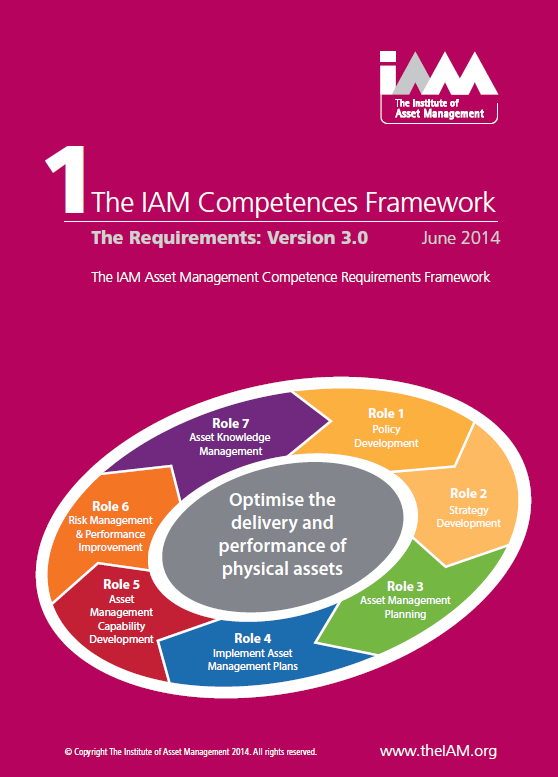 iAM
The Institute of
Asset Management
1 The IAM Competences Framework
The Requirements: Version 3.0 June 2014
The IAM Asset Management Competence Requirements Framework
Role 1
Policy
Development
Role 2
Strategy
Development
Role 3
Asset Management
Planning
Role 4
Implement Asset
Management Plans
Role 5
Asset
Management
Capability
Development
Role 6
Risk Management
& Performance
Improvement
Role 7
Asset Knowledge
Management
Optimise the
delivery and
performance of
physical assets
© Copyright The Institute of Asset Management 2014. All rights reserved.
www.theIAM.org